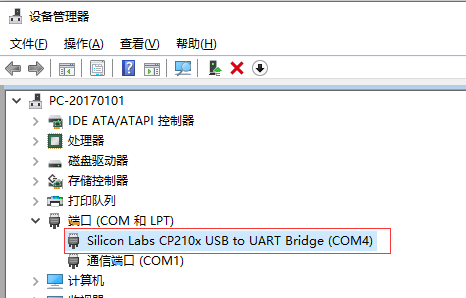 设备管理器
文件(F) 操作(A) 查看(V) 帮助(H)
PC-20170101
IDE ATA/ATAPI 控制器
处理器
磁盘驱动器
存储控制器
打印队列
端口 (COM 和 LPT)
Silicon Labs CP210x USB to UART Bridge (COM4)
通信端口 (COM1)
计算机